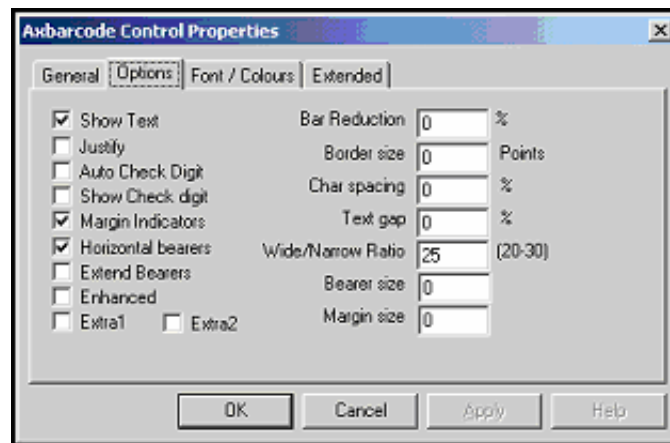 Axbarcode Control Properties
General Options Font / Colours Extended
Show Text
Justify
Auto Check Digit
Show Check digit
Margin Indicators
Horizontal bearers
Extend Bearers
Enhanced
Extra1 Extra2
Bar Reduction 0 %
Border size 0 Points
Char spacing 0 %
Text gap 0 %
Wide/Narrow Ratio 25 (20-30)
Bearer size 0
Margin size 0
OK Cancel Apply Help